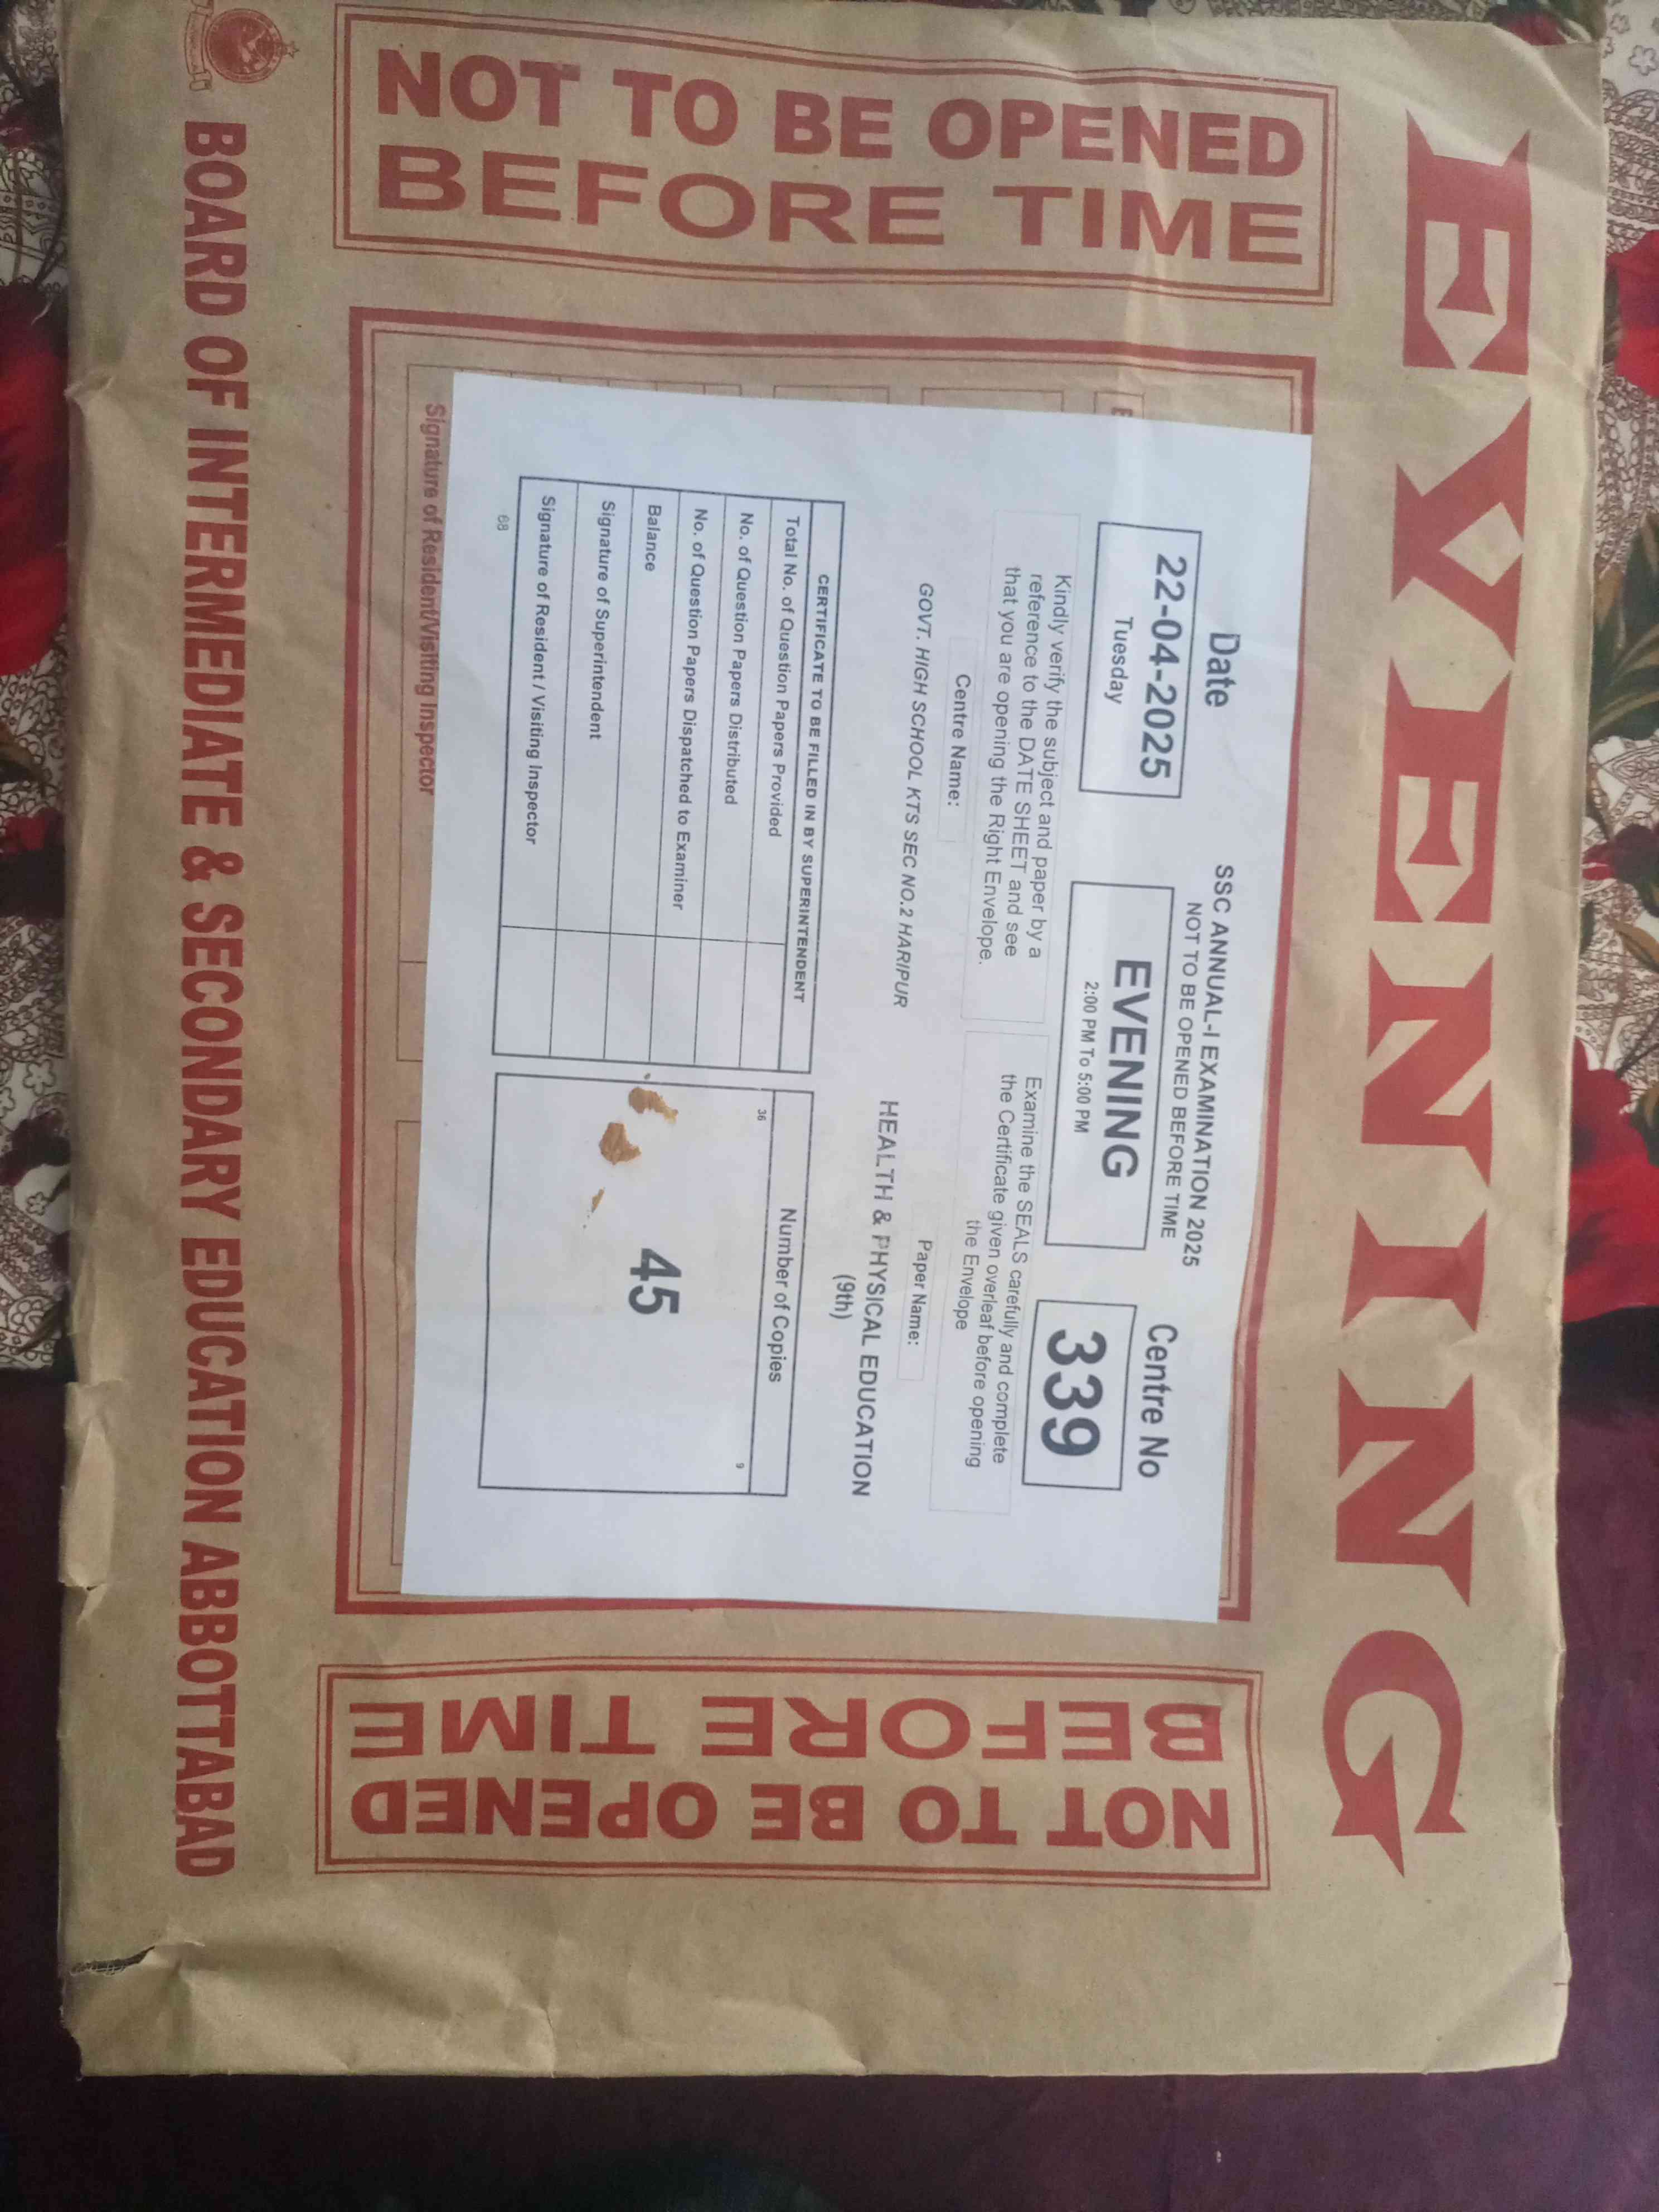 EVENING
NOT TO BE OPENED
BEFORE TIME
Date
22-04-2025
Tuesday
SSC ANNUAL-I EXAMINATION 2025
NOT TO BE OPENED BEFORE TIME
EVENING
2:00 PM To 5:00 PM
Centre No
339
Kindly verify the subject and paper by a
reference to the DATE SHEET and see
that you are opening the Right Envelope.
Examine the SEALS carefully and complete
the Certificate given overleaf before opening
the Envelope
Centre Name:
GOVT. HIGH SCHOOL KTS SEC NO.2 HARIPUR
Paper Name:
HEALTH & PHYSICAL EDUCATION
(9th)
CERTIFICATE TO BE FILLED IN BY SUPERINTENDENT
Total No. of Question Papers Provided
No. of Question Papers Distributed
No. of Question Papers Dispatched to Examiner
Balance
Signature of Superintendent
Signature of Resident / Visiting Inspector
68
Number of Copies
36
9
45
Signature of Resident/Visiting Inspector
NOT TO BE OPENED
BEFORE TIME
BOARD OF INTERMEDIATE & SECONDARY EDUCATION ABBOTTABAD